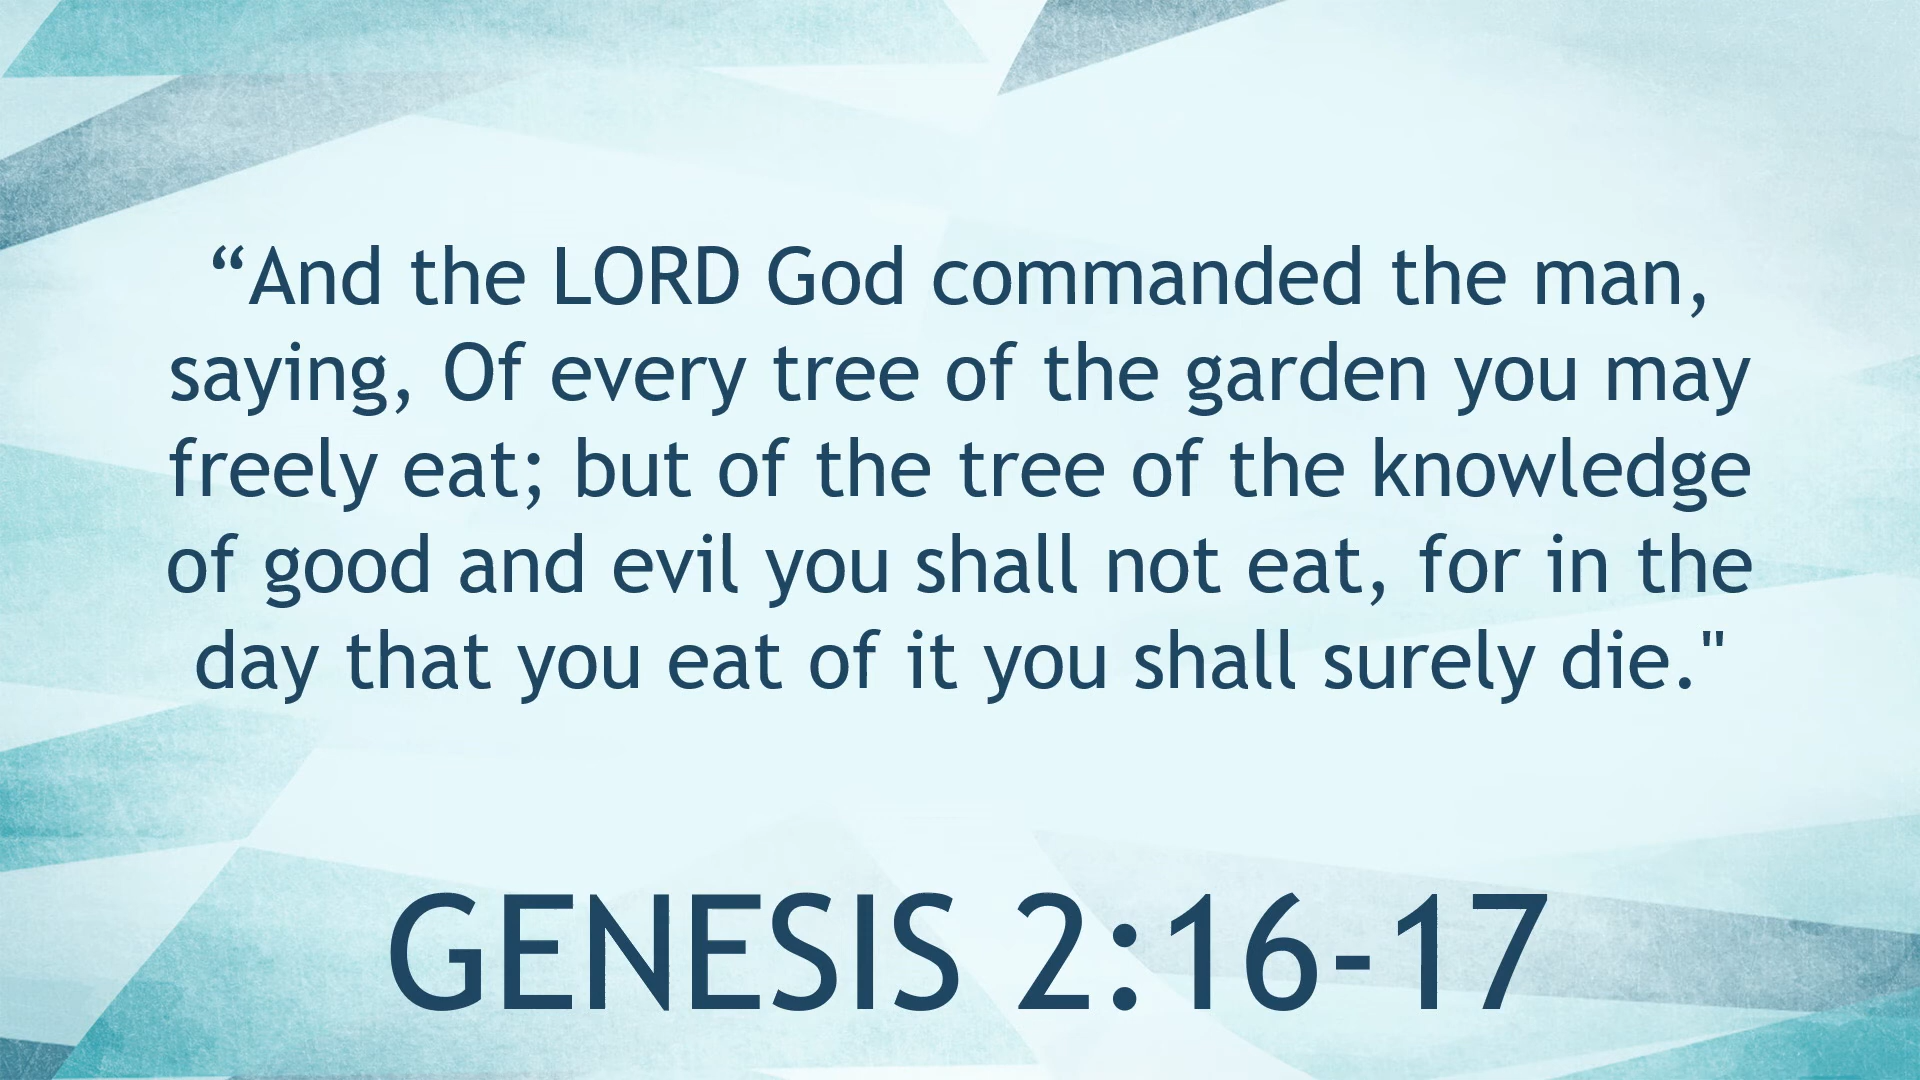 “And the LORD God commanded the man,
saying, Of every tree of the garden you may
freely eat; but of the tree of the knowledge
of good and evil you shall not eat, for in the
day that you eat of it you shall surely die."
GENESIS 2:16-17